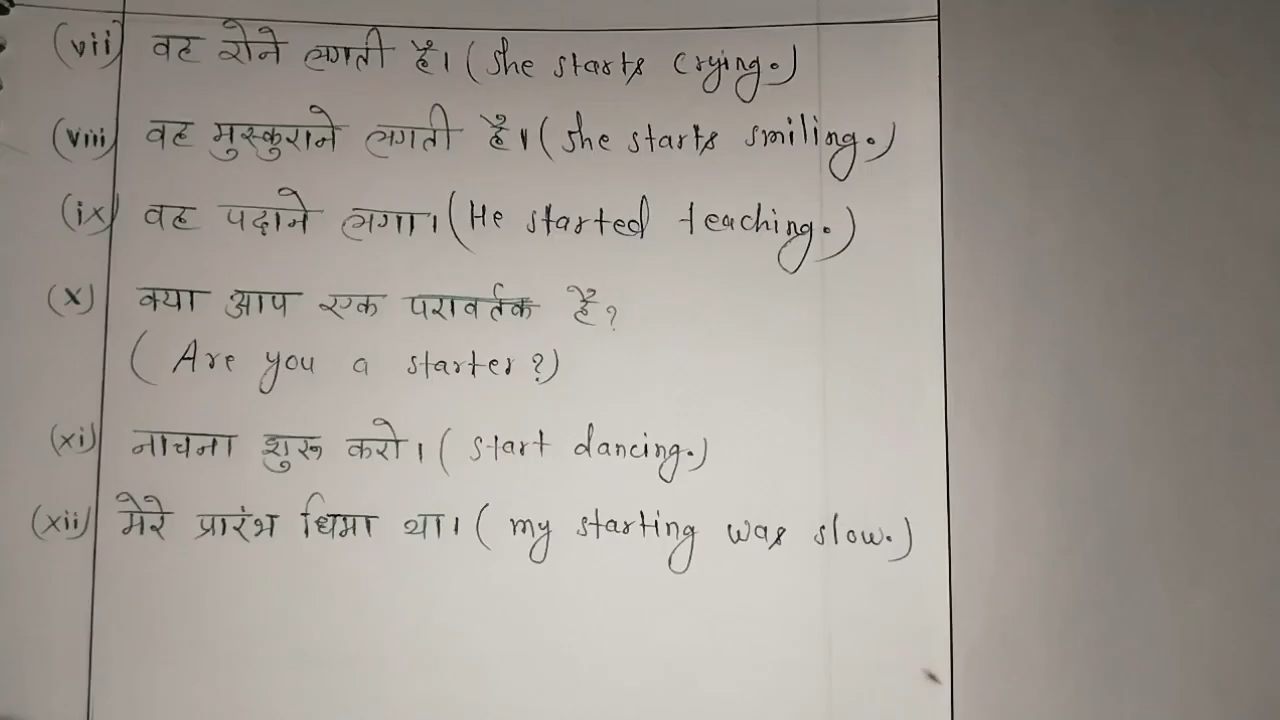 (vii) वह रोने लगती है। (She starts crying.)
(viii) वह मुस्कुराने लगती है। (She starts smiling.)
(ix) वह पढ़ाने लगा। (He started teaching.)
(x) क्या आप एक परावर्तक हैं?
(Are you a starter?)
(xi) नाचना शुरू करो। (start dancing.)
(xii) मेरे प्रारंभ धिमा था। (my starting was slow.)